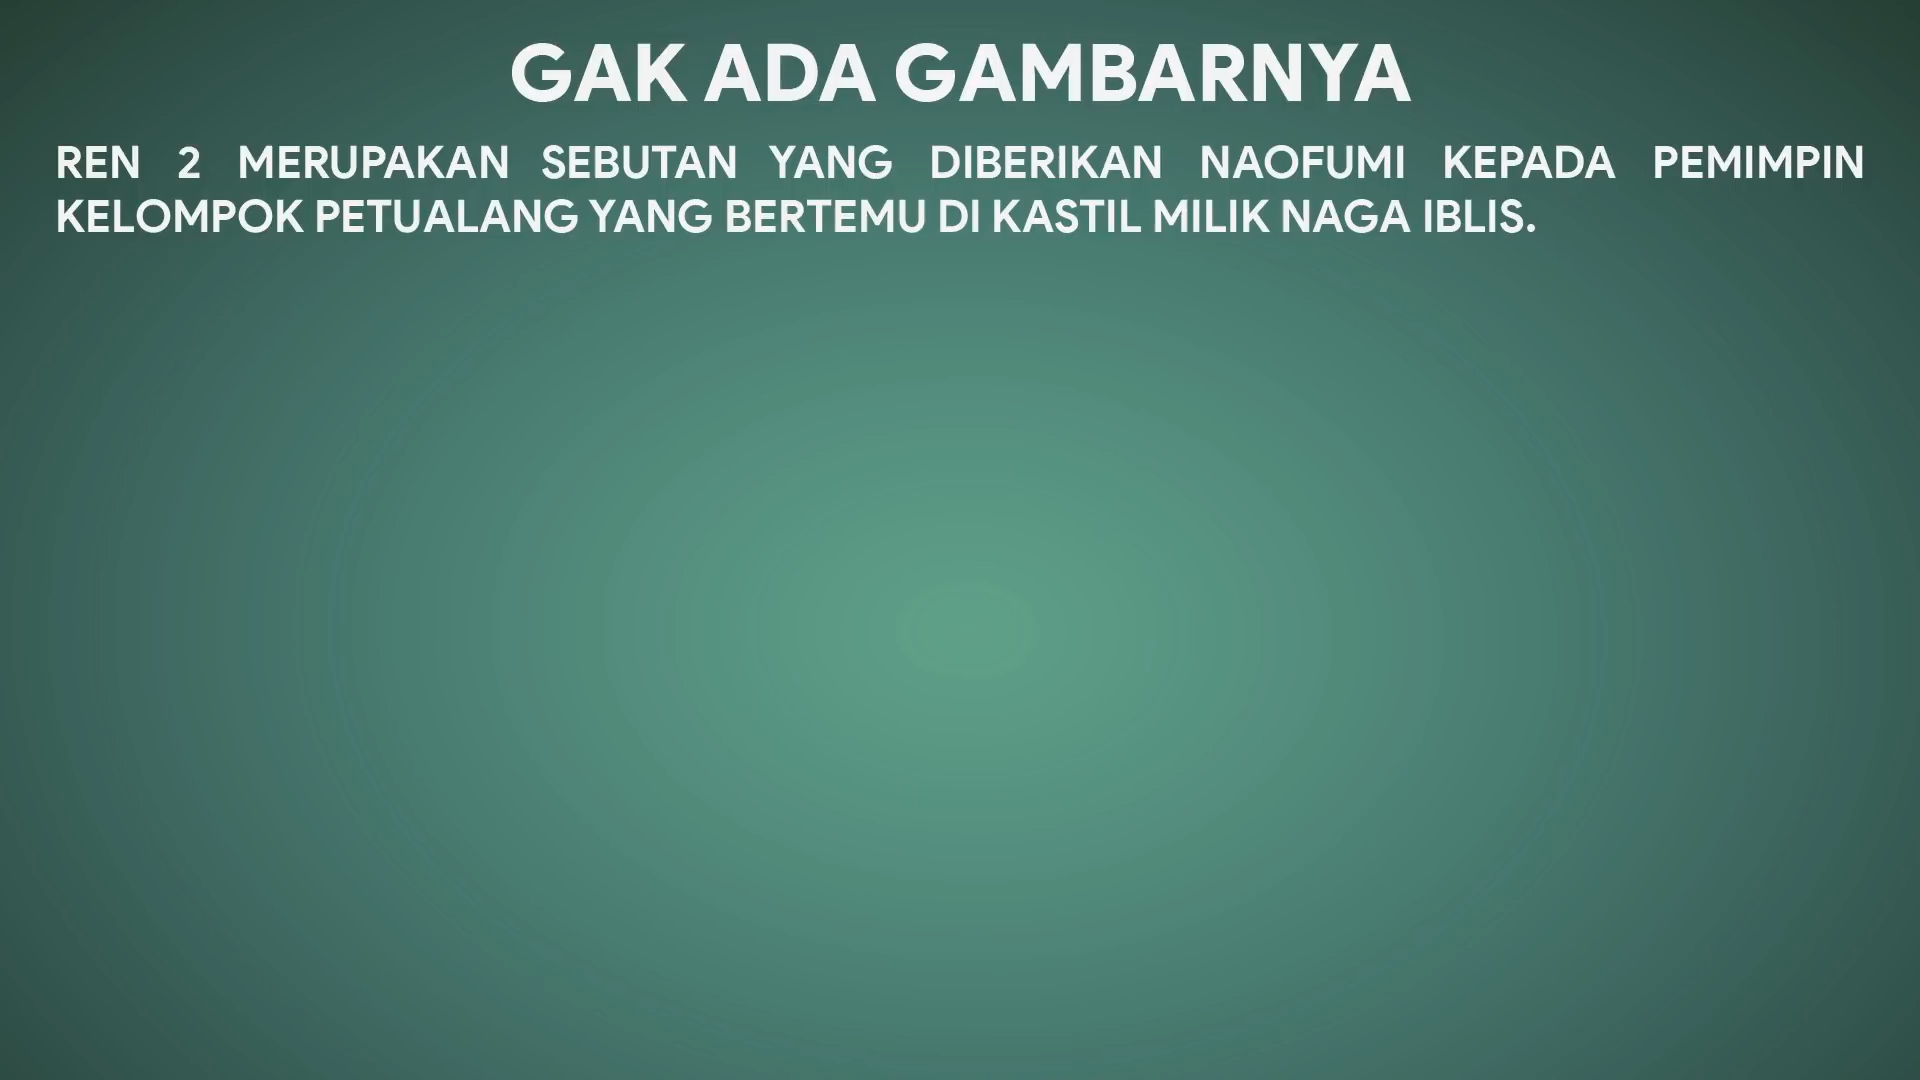 GAK ADA GAMBARNYA
REN 2 MERUPAKAN SEBUTAN YANG DIBERIKAN NAOFUMI KEPADA PEMIMPIN
KELOMPOK PETUALANG YANG BERTEMU DI KASTIL MILIK NAGA IBLIS.